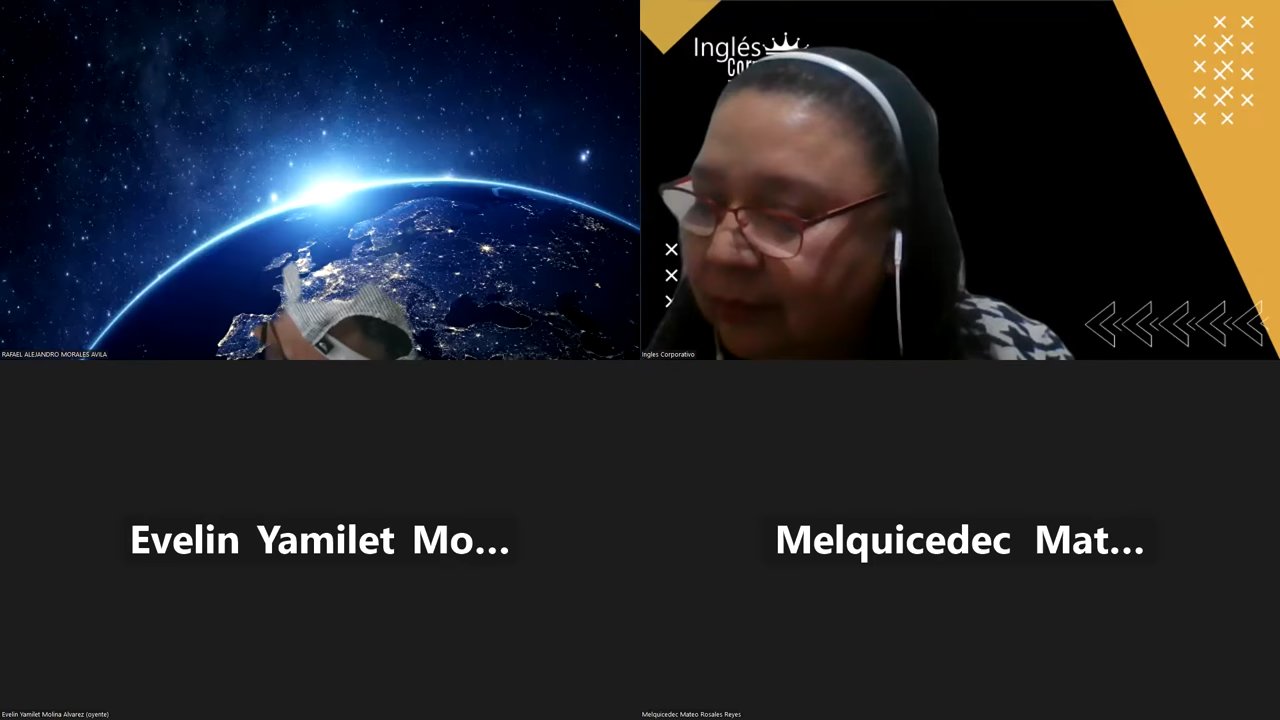 Inglés
RAFAEL ALEJANDRO MORALES AVILA
Ingles Corporativo
Evelin Yamilet Mo...
Melquicedec Mat...
Evelin Yamilet Molina Alvarez (oyente)
Melquicedec Mateo Rosales Reyes